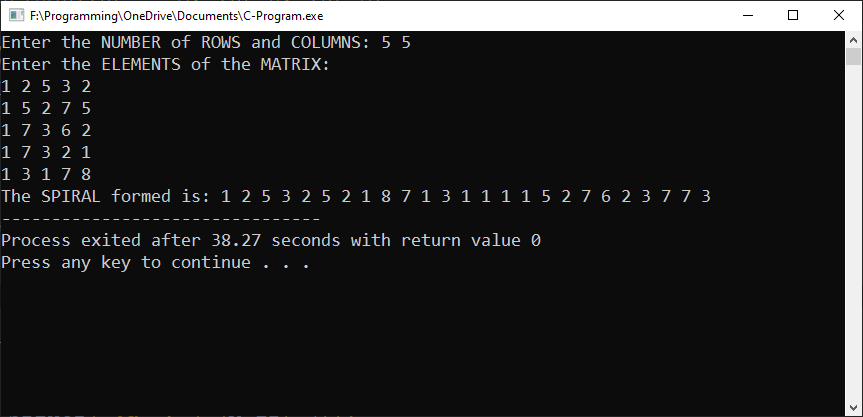 F:\Programming\OneDrive\Documents\C-Program.exe
Enter the NUMBER of ROWS and COLUMNS: 5 5
Enter the ELEMENTS of the MATRIX:
1 2 5 3 2
1 5 2 7 5
1 7 3 6 2
1 7 3 2 1
1 3 1 7 8
The SPIRAL formed is: 1 2 5 3 2 5 2 1 8 7 1 3 1 1 1 1 5 2 7 6 2 3 7 7 3
--------------------------------
Process exited after 38.27 seconds with return value 0
Press any key to continue . . .